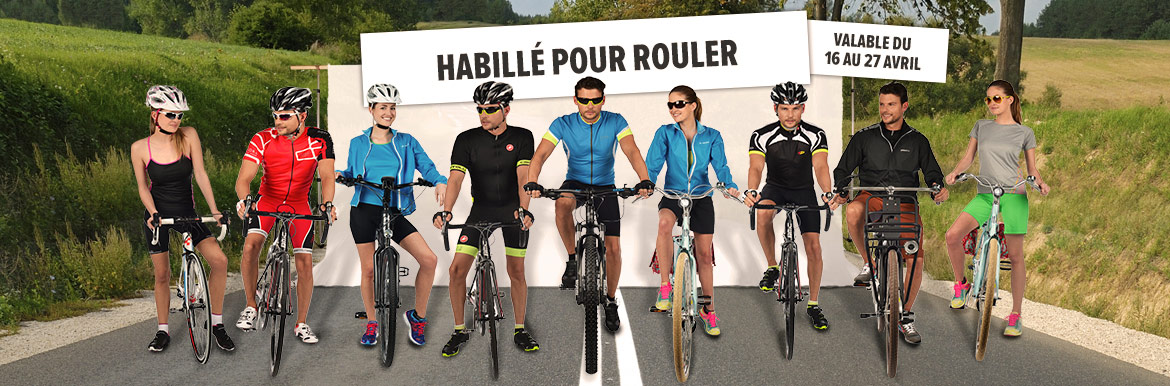 HABILLÉ POUR ROULER
VALABLE DU
16 AU 27 AVRIL